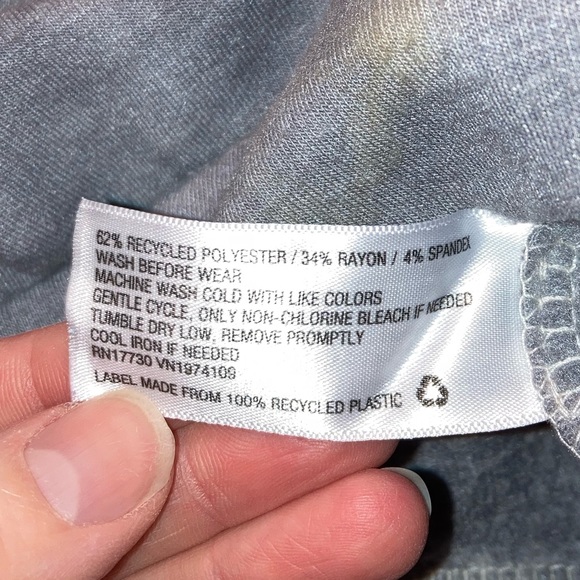 62% RECYCLED POLYESTER / 34% RAYON / 4% SPANDEX
WASH BEFORE WEAR
MACHINE WASH COLD WITH LIKE COLORS
GENTLE CYCLE, ONLY NON-CHLORINE BLEACH IF NEEDED
TUMBLE DRY LOW, REMOVE PROMPTLY
COOL IRON IF NEEDED
RN17730 VN1974109
LABEL MADE FROM 100% RECYCLED PLASTIC